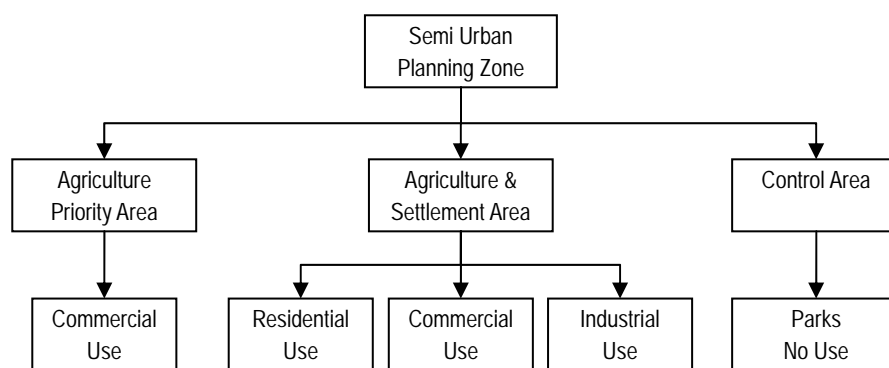 Semi Urban
Planning Zone
Agriculture
Priority Area
Agriculture &
Settlement Area
Control Area
Commercial
Use
Residential
Use
Commercial
Use
Industrial
Use
Parks
No Use